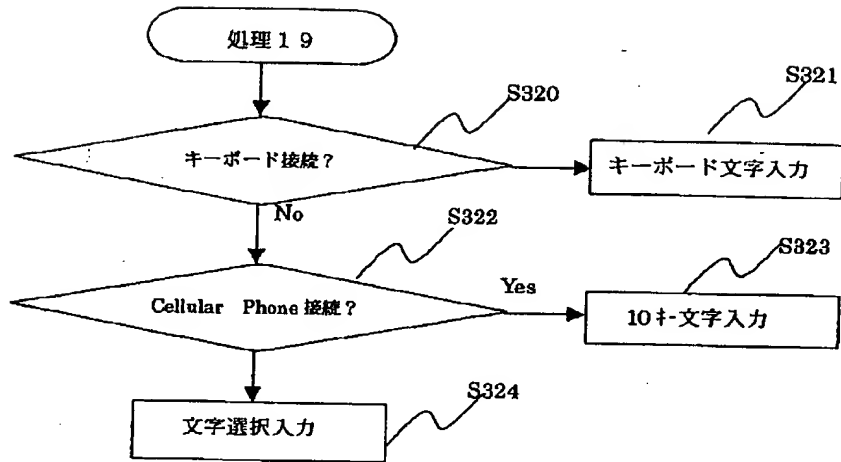 処理１９
S320
S321
キーボード接続？
キーボード文字入力
No
S322
S323
Cellular Phone 接続？
Yes
10ｷｰ文字入力
S324
文字選択入力